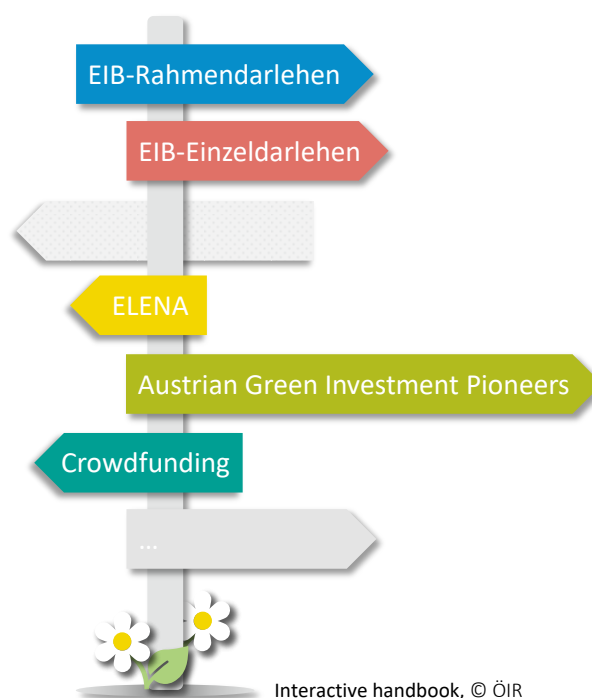 EIB-Rahmendarlehen
EIB-Einzeldarlehen
ELENA
Austrian Green Investment Pioneers
Crowdfunding
...
Interactive handbook, © ÖIR